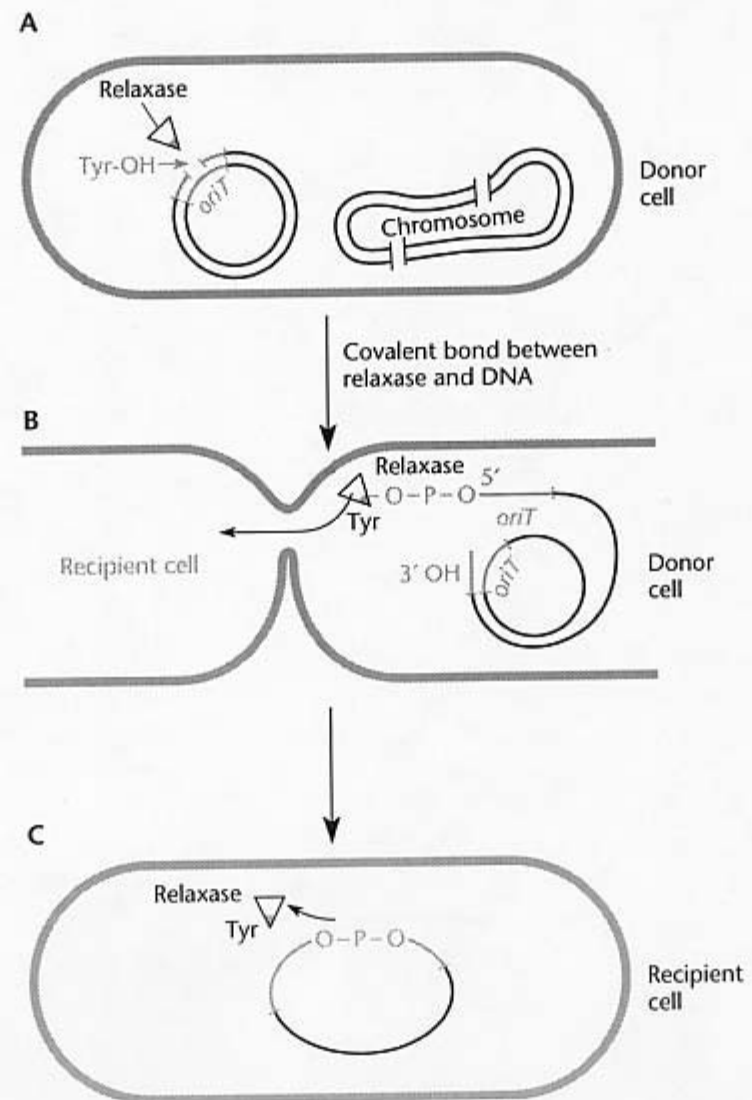 A
Relaxase
Tyr-OH
oriT
Chromosome
Donor
cell
Covalent bond between
relaxase and DNA
B
Relaxase
Tyr
O–P–O
5′
oriT
Recipient cell
3′ OH
oriT
Donor
cell
C
Relaxase
Tyr
O–P–O
Recipient
cell